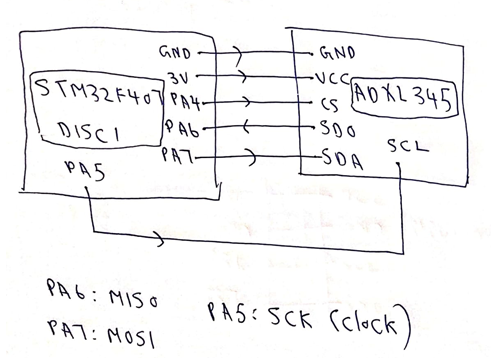 GND GND
3V VCC
STM32F407 PA4 CS ADXL345
DISC1 PA6 SDO
PA7 SDA SCL
PA5
PA6: MISO
PA7: MOSI
PA5: SCK (clock)